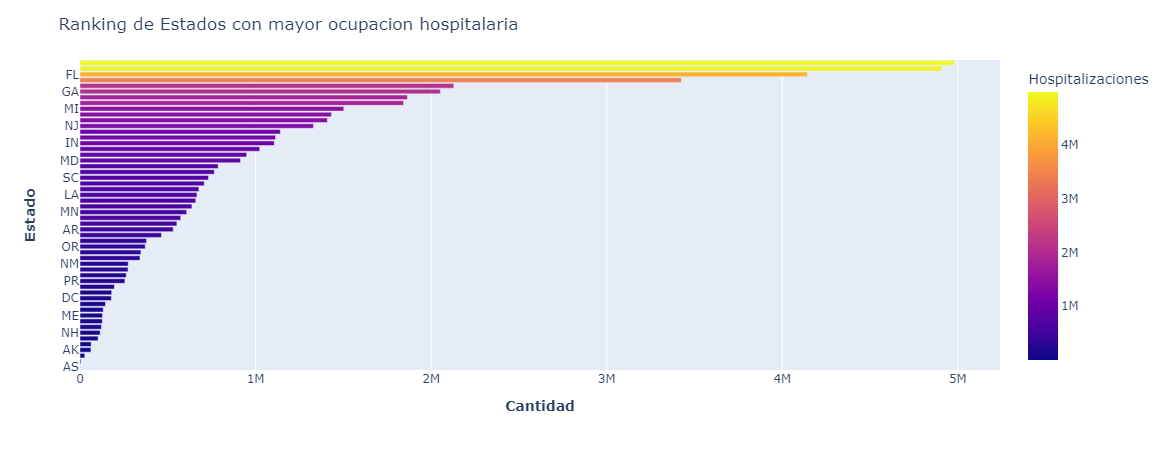 Ranking de Estados con mayor ocupacion hospitalaria
Hospitalizaciones
FL
GA
MI
NJ
IN
MD
SC
LA
MN
AR
OR
NM
PR
DC
ME
NH
AK
AS
Estado
0 1M 2M 3M 4M 5M
Cantidad
4M
3M
2M
1M